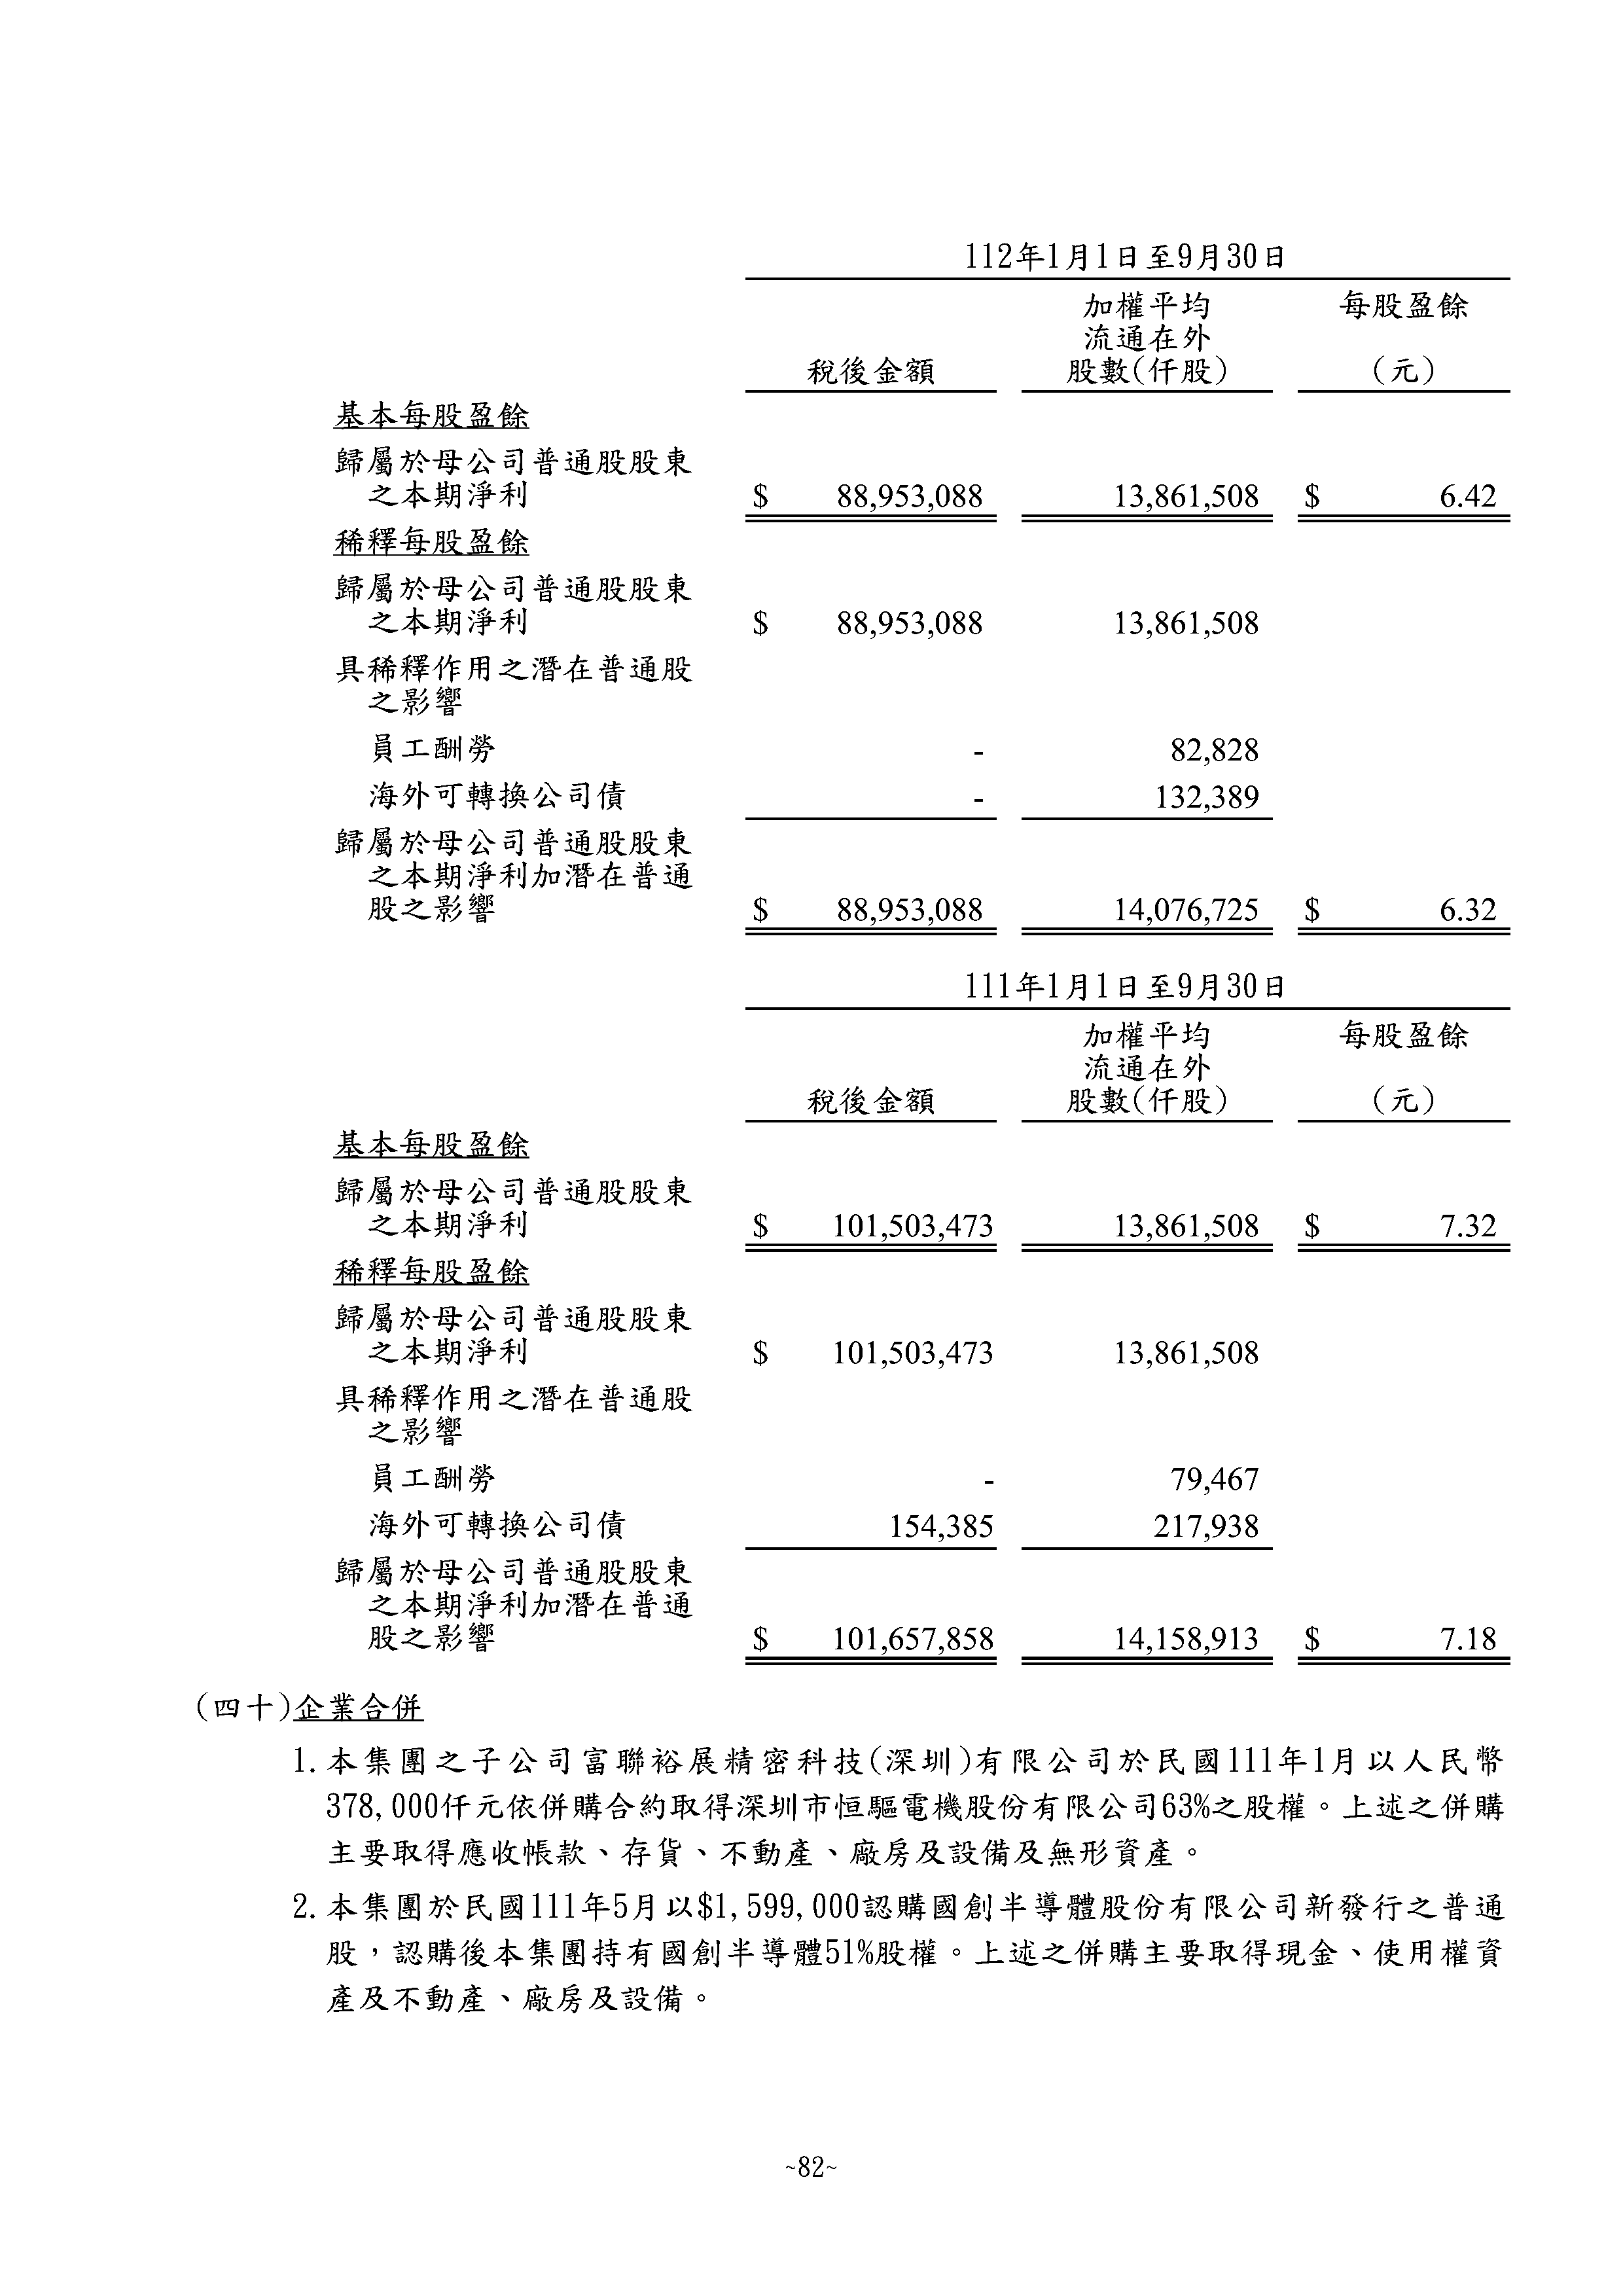 112年1月1日至9月30日
加權平均 每股盈餘
流通在外
稅後金額 股數(仟股) (元)
基本每股盈餘
歸屬於母公司普通股股東
之本期淨利 $ 88,953,088 13,861,508 $ 6.42
稀釋每股盈餘
歸屬於母公司普通股股東
之本期淨利 $ 88,953,088 13,861,508
具稀釋作用之潛在普通股
之影響
員工酬勞 - 82,828
海外可轉換公司債 - 132,389
歸屬於母公司普通股股東
之本期淨利加潛在普通
股之影響 $ 88,953,088 14,076,725 $ 6.32
111年1月1日至9月30日
加權平均 每股盈餘
流通在外
稅後金額 股數(仟股) (元)
基本每股盈餘
歸屬於母公司普通股股東
之本期淨利 $ 101,503,473 13,861,508 $ 7.32
稀釋每股盈餘
歸屬於母公司普通股股東
之本期淨利 $ 101,503,473 13,861,508
具稀釋作用之潛在普通股
之影響
員工酬勞 - 79,467
海外可轉換公司債 154,385 217,938
歸屬於母公司普通股股東
之本期淨利加潛在普通
股之影響 $ 101,657,858 14,158,913 $ 7.18
(四十)企業合併
1. 本集團之子公司富聯裕展精密科技(深圳)有限公司於民國111年1月以人民幣
378,000仟元依併購合約取得深圳市恒驅電機股份有限公司63%之股權。上述之併購
主要取得應收帳款、存貨、不動產、廠房及設備及無形資產。
2. 本集團於民國111年5月以$1,599,000認購國創半導體股份有限公司新發行之普通
股，認購後本集團持有國創半導體51%股權。上述之併購主要取得現金、使用權資
產及不動產、廠房及設備。
~82~